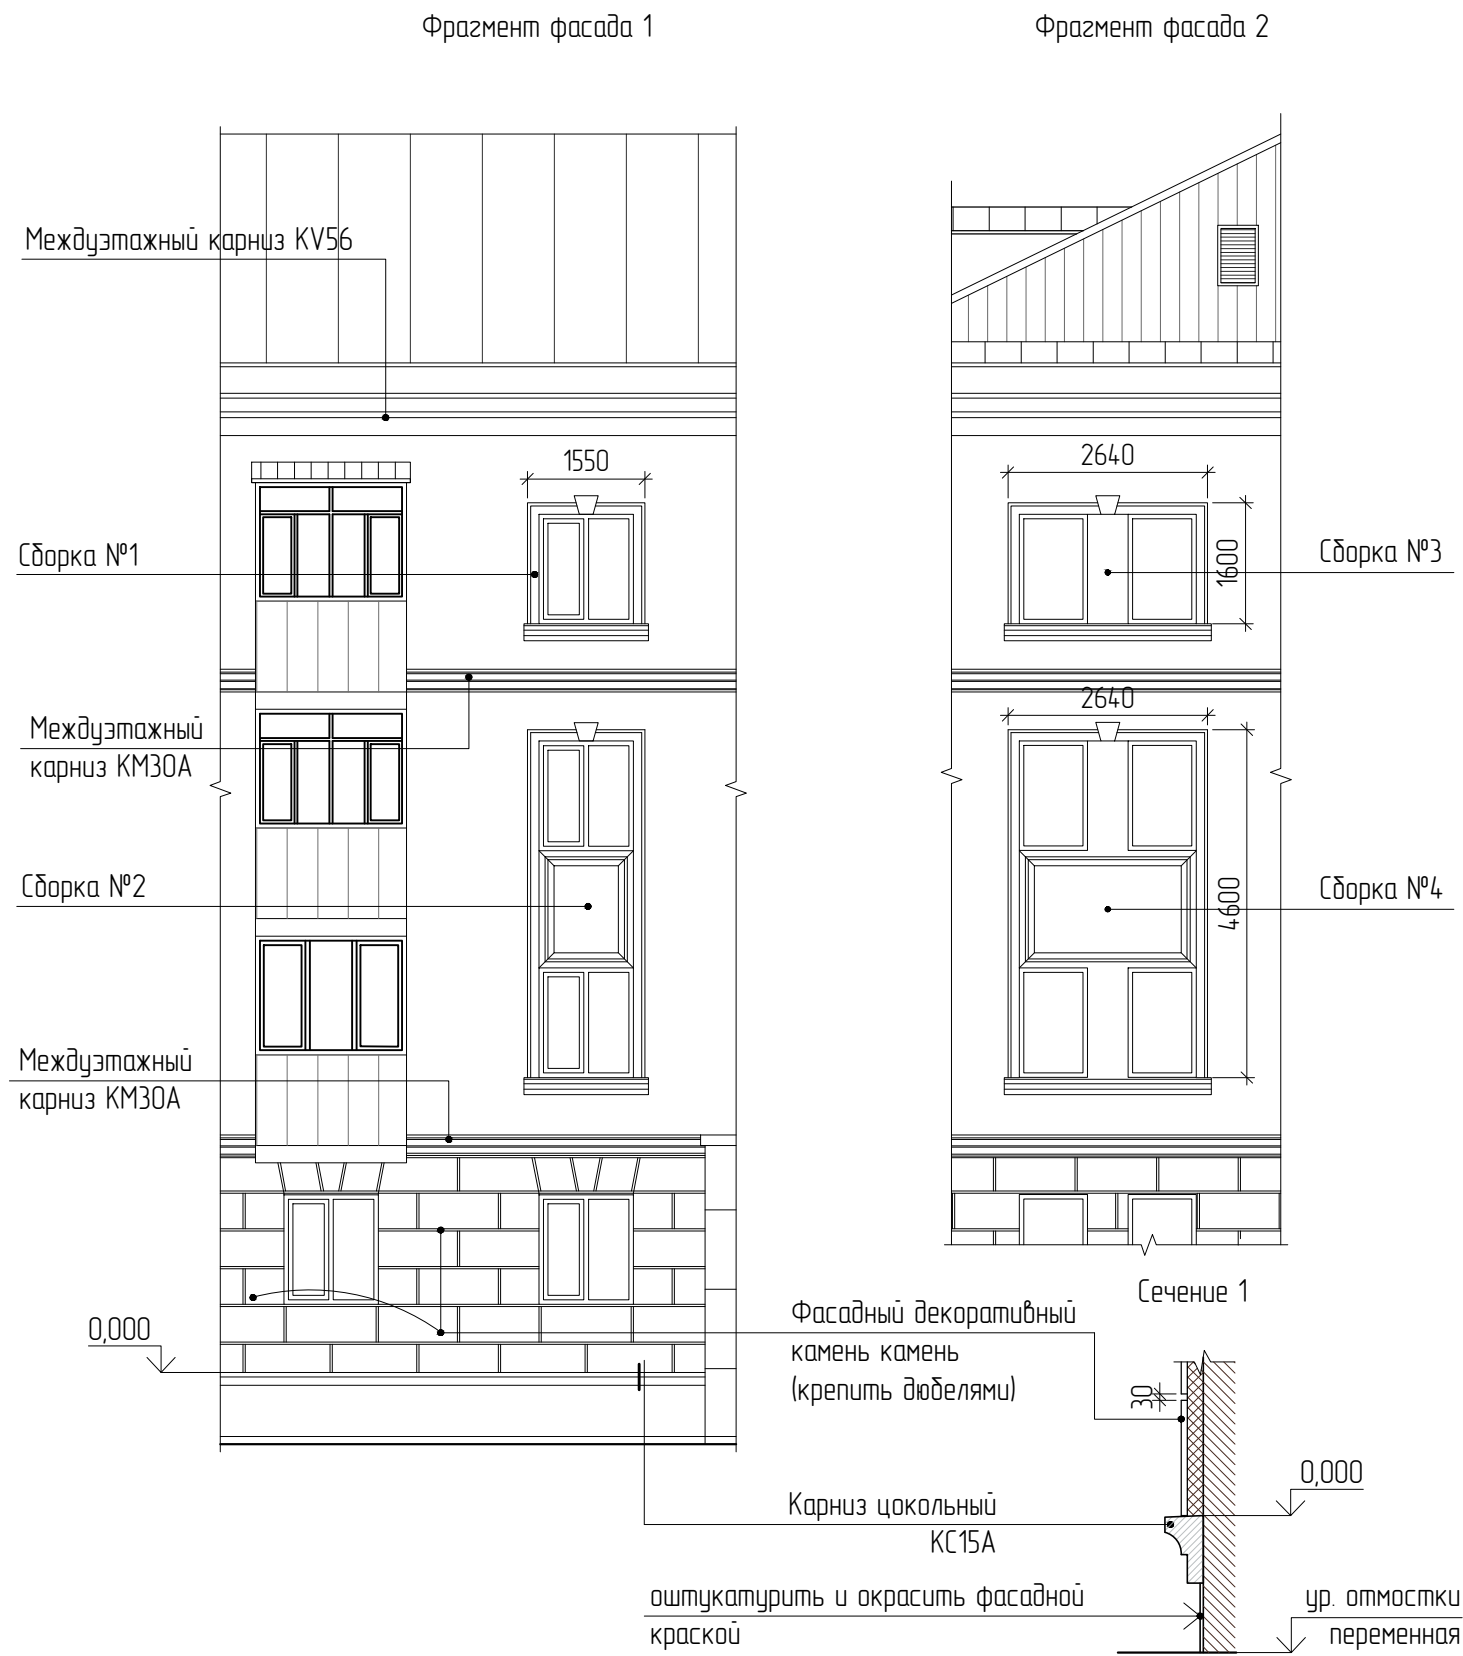 Фрагмент фасада 1
Фрагмент фасада 2
Междуэтажный карниз KV56
1550
2640
Сборка №1
1600
Сборка №3
2640
Междуэтажный
карниз КМ30А
Сборка №2
4600
Сборка №4
Междуэтажный
карниз КМ30А
0,000
Сечение 1
Фасадный декоративный
камень камень
(крепить дюбелями)
30
0,000
Карниз цокольный
КС15А
оштукатурить и окрасить фасадной
краской
ур. отмостки
переменная